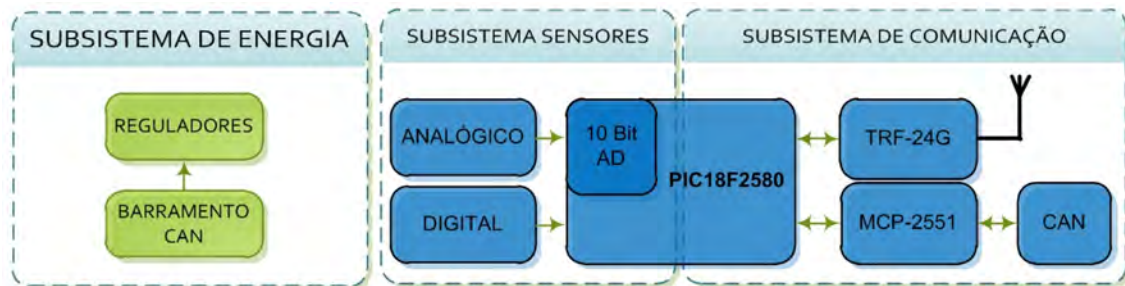 SUBSISTEMA DE ENERGIA
REGULADORES
BARRAMENTO
CAN
SUBSISTEMA SENSORES
ANALÓGICO
DIGITAL
10 Bit
AD
PIC18F2580
SUBSISTEMA DE COMUNICAÇÃO
TRF-24G
MCP-2551
CAN